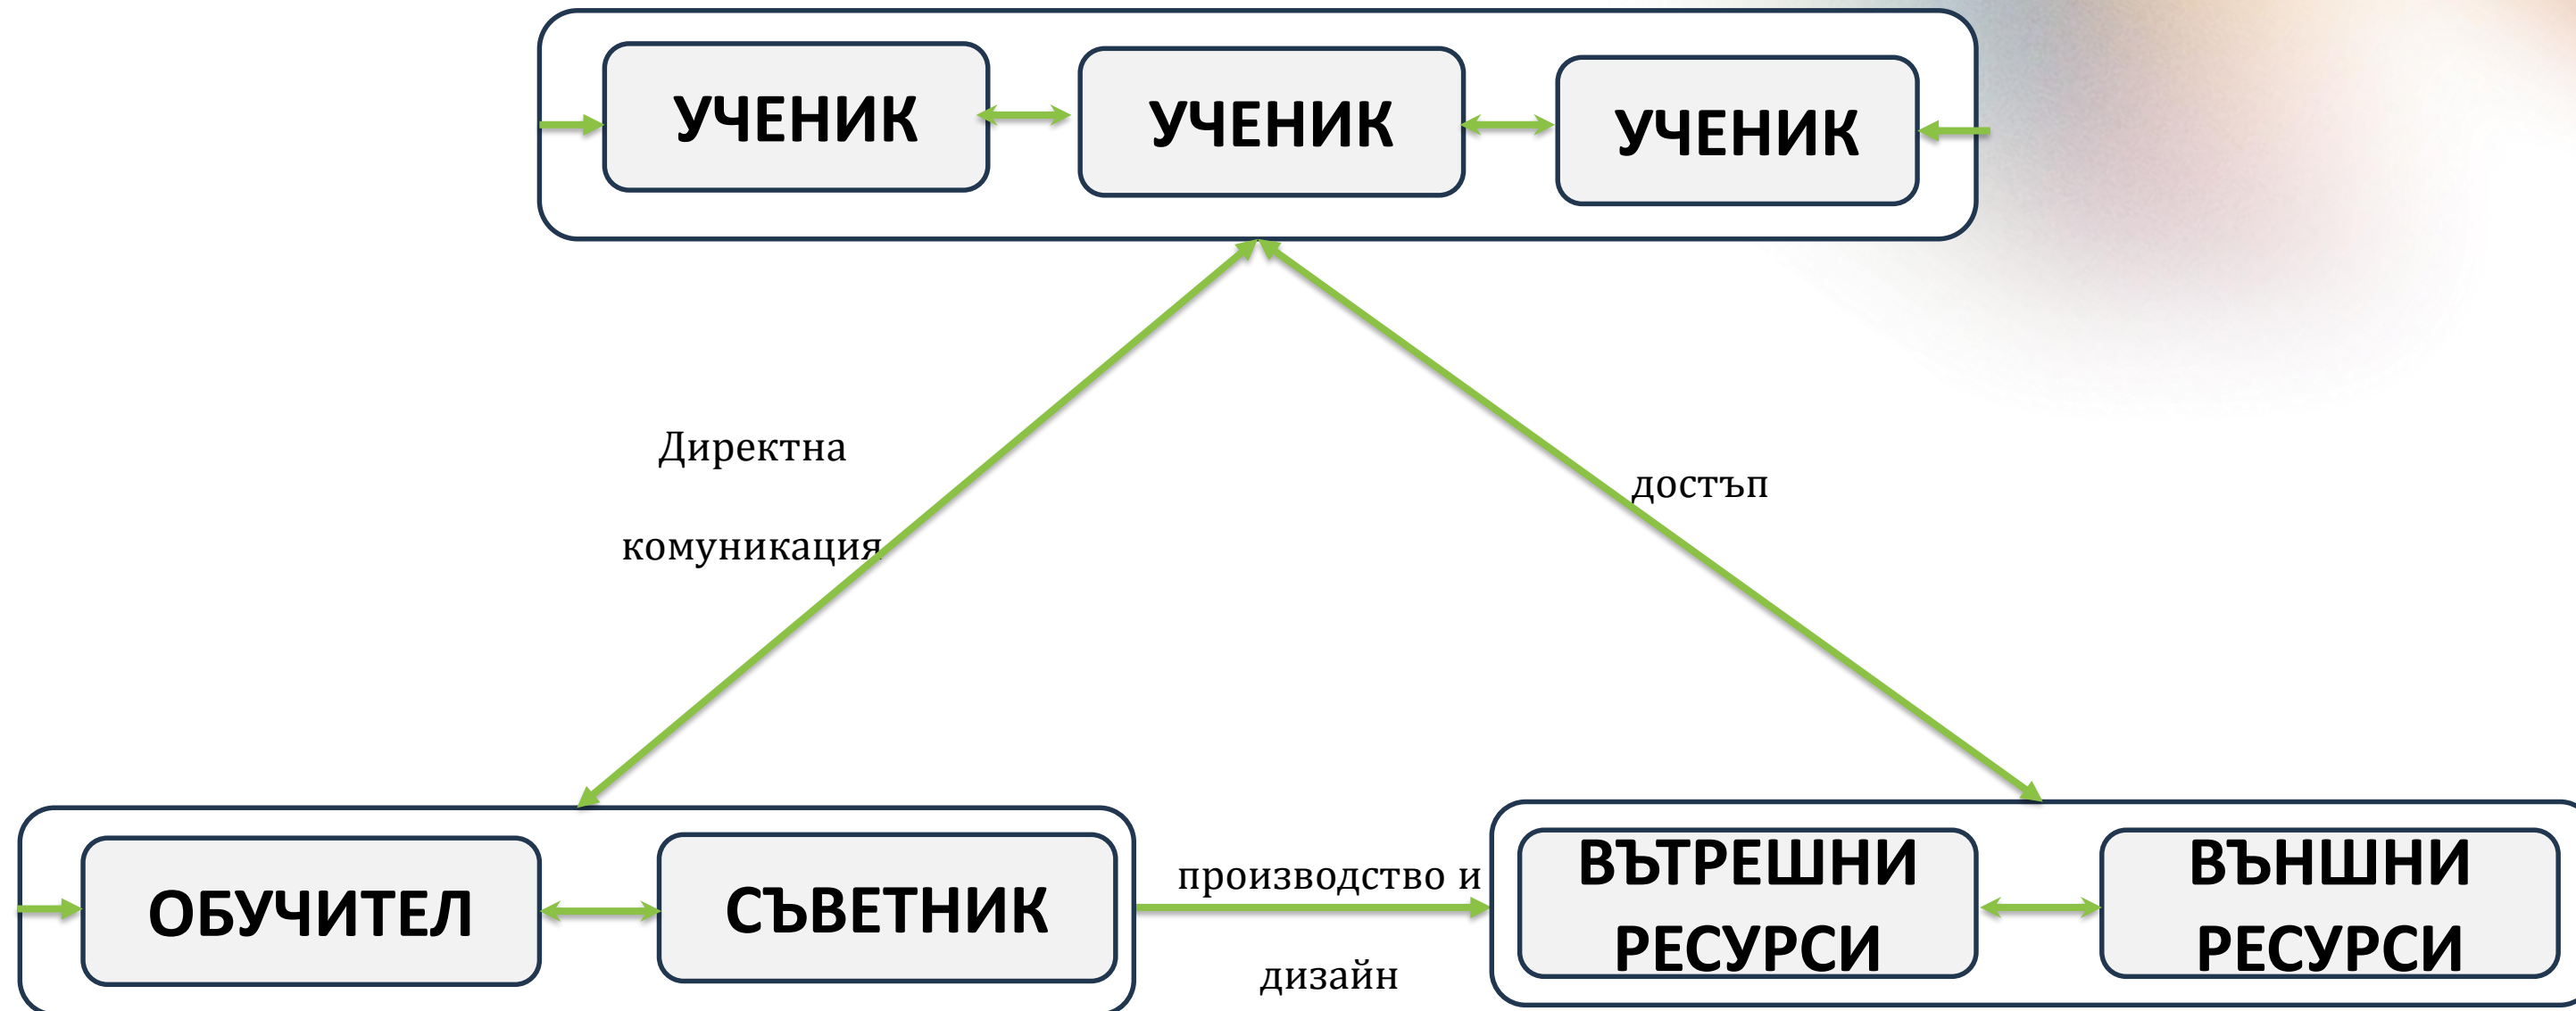 УЧЕНИК
УЧЕНИК
УЧЕНИК
Директна
комуникация
достъп
ОБУЧИТЕЛ
СЪВЕТНИК
производство и
дизайн
ВЪТРЕШНИ
РЕСУРСИ
ВЪНШНИ
РЕСУРСИ